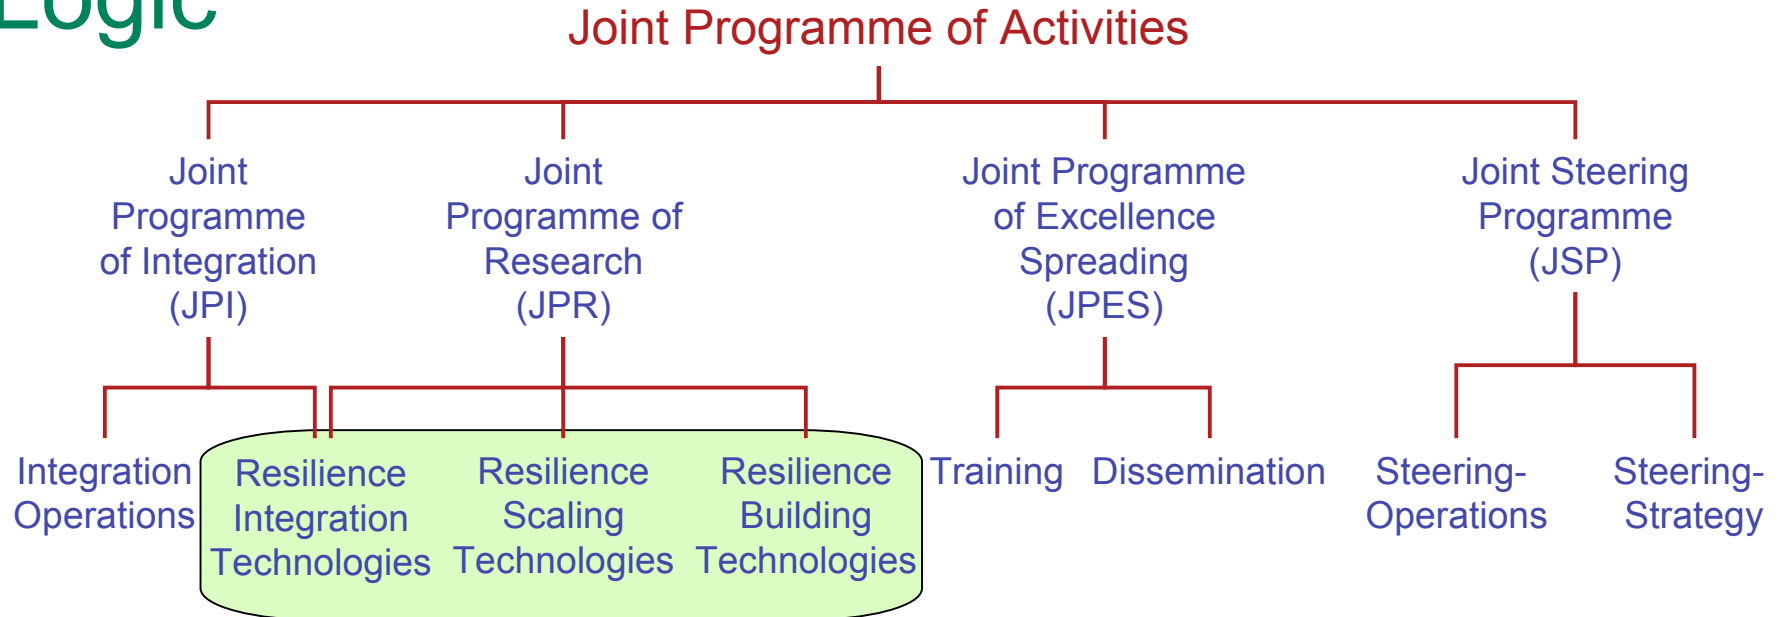 Logic
Joint Programme of Activities
Joint
Programme
of Integration
(JPI)
Joint
Programme of
Research
(JPR)
Joint Programme
of Excellence
Spreading
(JPES)
Joint Steering
Programme
(JSP)
Integration
Operations
Resilience
Integration
Technologies
Resilience
Scaling
Technologies
Resilience
Building
Technologies
Training
Dissemination
Steering-
Operations
Steering-
Strategy